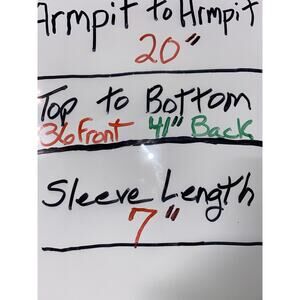 Armpit to Armpit
20"
Top to Bottom
36 Front 41" Back
Sleeve Length
7"